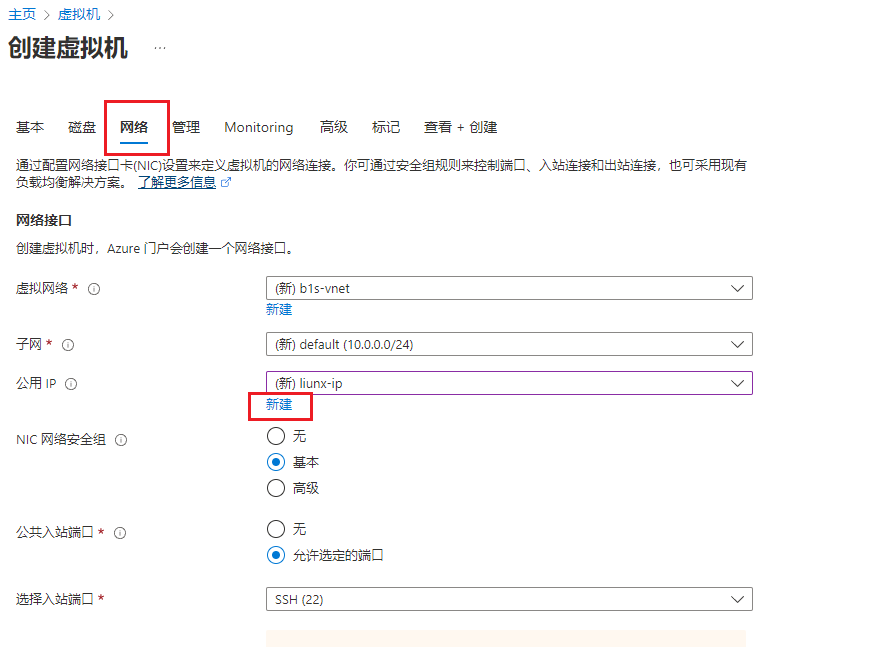 主页 > 虚拟机 >
创建虚拟机 ...
基本 磁盘 网络 管理 Monitoring 高级 标记 查看 + 创建
通过配置网络接口卡(NIC)设置来定义虚拟机的网络连接。你可通过安全组规则来控制端口、入站连接和出站连接，也可采用现有
负载均衡解决方案。 了解更多信息
网络接口
创建虚拟机时，Azure 门户会创建一个网络接口。
虚拟网络 * (新) b1s-vnet
新建
子网 * (新) default (10.0.0.0/24)
公用 IP (新) liunx-ip
新建
NIC 网络安全组 无
基本
高级
公共入站端口 * 无
允许选定的端口
选择入站端口 * SSH (22)